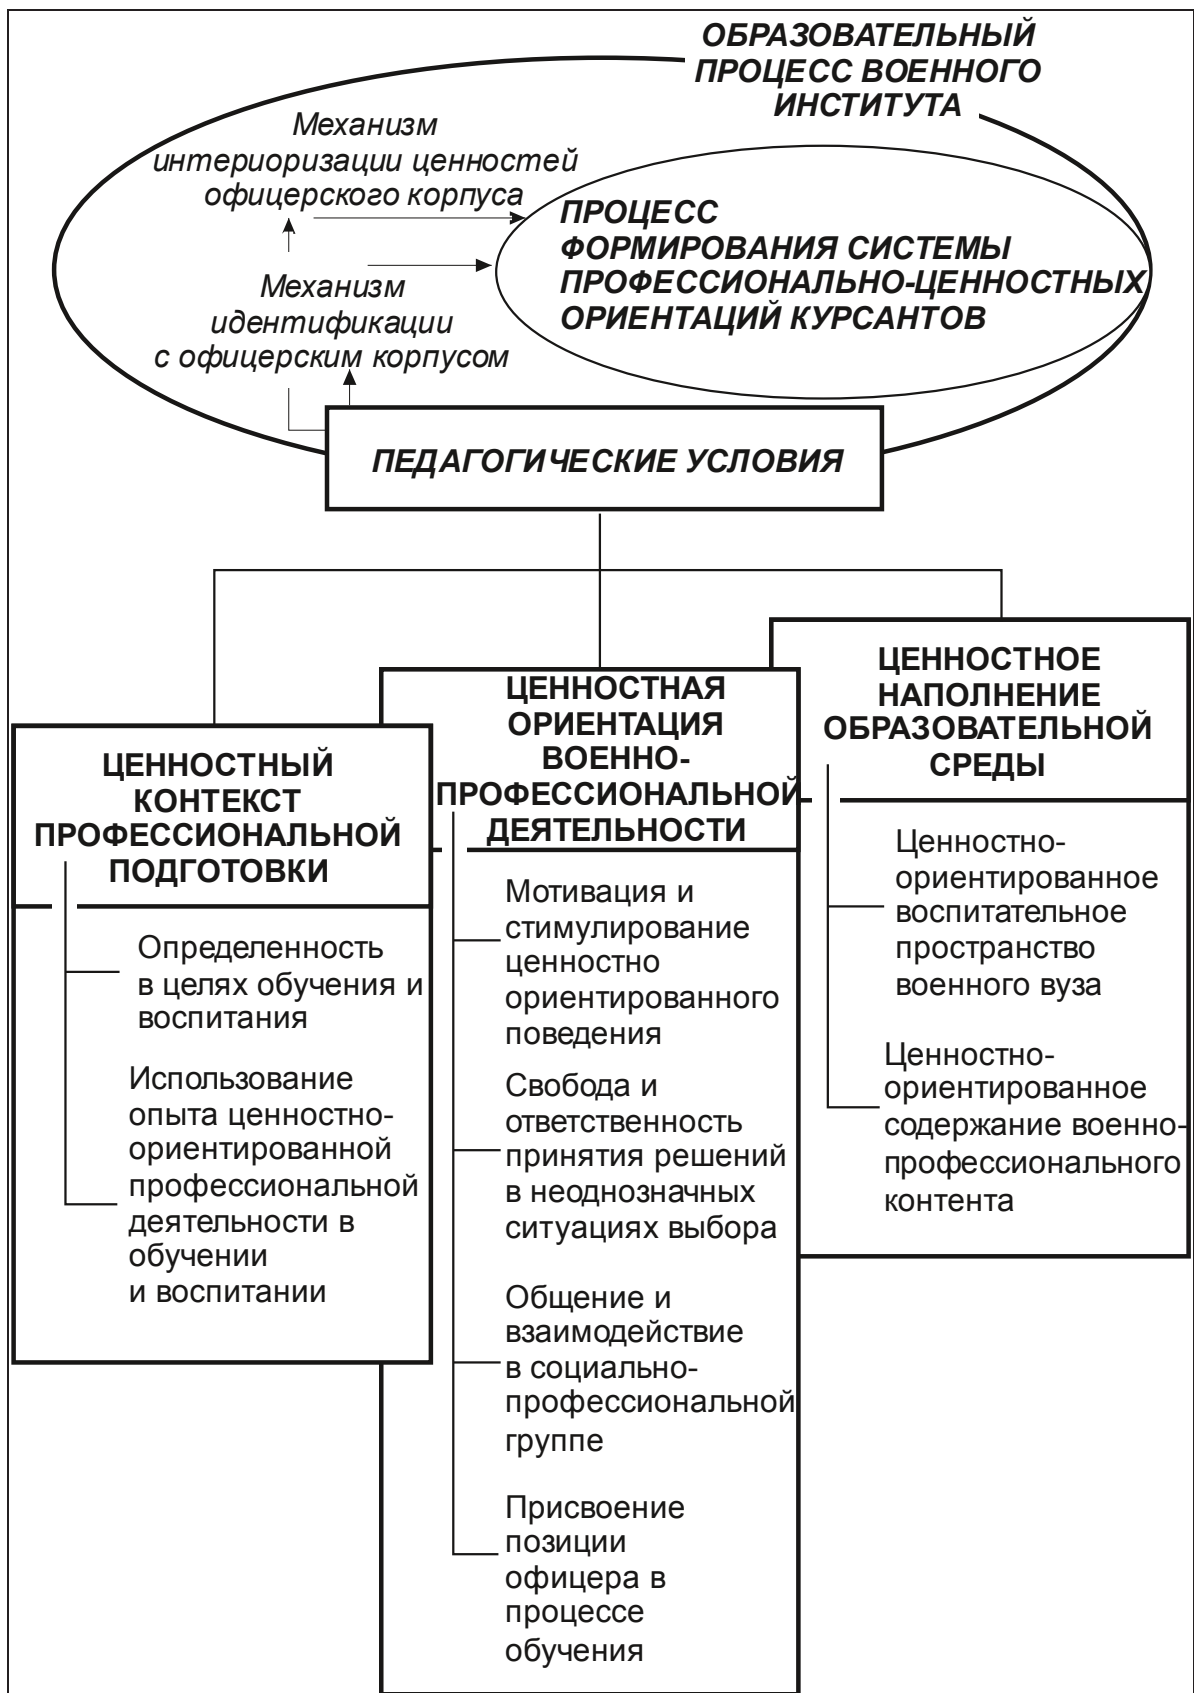 ОБРАЗОВАТЕЛЬНЫЙ
ПРОЦЕСС ВОЕННОГО
ИНСТИТУТА
Механизм
интериоризации ценностей
офицерского корпуса
ПРОЦЕСС
ФОРМИРОВАНИЯ СИСТЕМЫ
ПРОФЕССИОНАЛЬНО-ЦЕННОСТНЫХ
ОРИЕНТАЦИЙ КУРСАНТОВ
Механизм
идентификации
с офицерским корпусом
ПЕДАГОГИЧЕСКИЕ УСЛОВИЯ
ЦЕННОСТНЫЙ
КОНТЕКСТ
ПРОФЕССИОНАЛЬНОЙ
ПОДГОТОВКИ
Определенность
в целях обучения и
воспитания
Использование
опыта ценностно-
ориентированной
профессиональной
деятельности в
обучении
и воспитании
ЦЕННОСТНАЯ
ОРИЕНТАЦИЯ
ВОЕННО-
ПРОФЕССИОНАЛЬНОЙ
ДЕЯТЕЛЬНОСТИ
Мотивация и
стимулирование
ценностно
ориентированного
поведения
Свобода и
ответственность
принятия решений
в неоднозначных
ситуациях выбора
Общение и
взаимодействие
в социально-
профессиональной
группе
Присвоение
позиции
офицера в
процессе
обучения
ЦЕННОСТНОЕ
НАПОЛНЕНИЕ
ОБРАЗОВАТЕЛЬНОЙ
СРЕДЫ
Ценностно-
ориентированное
воспитательное
пространство
военного вуза
Ценностно-
ориентированное
содержание военно-
профессионального
контента